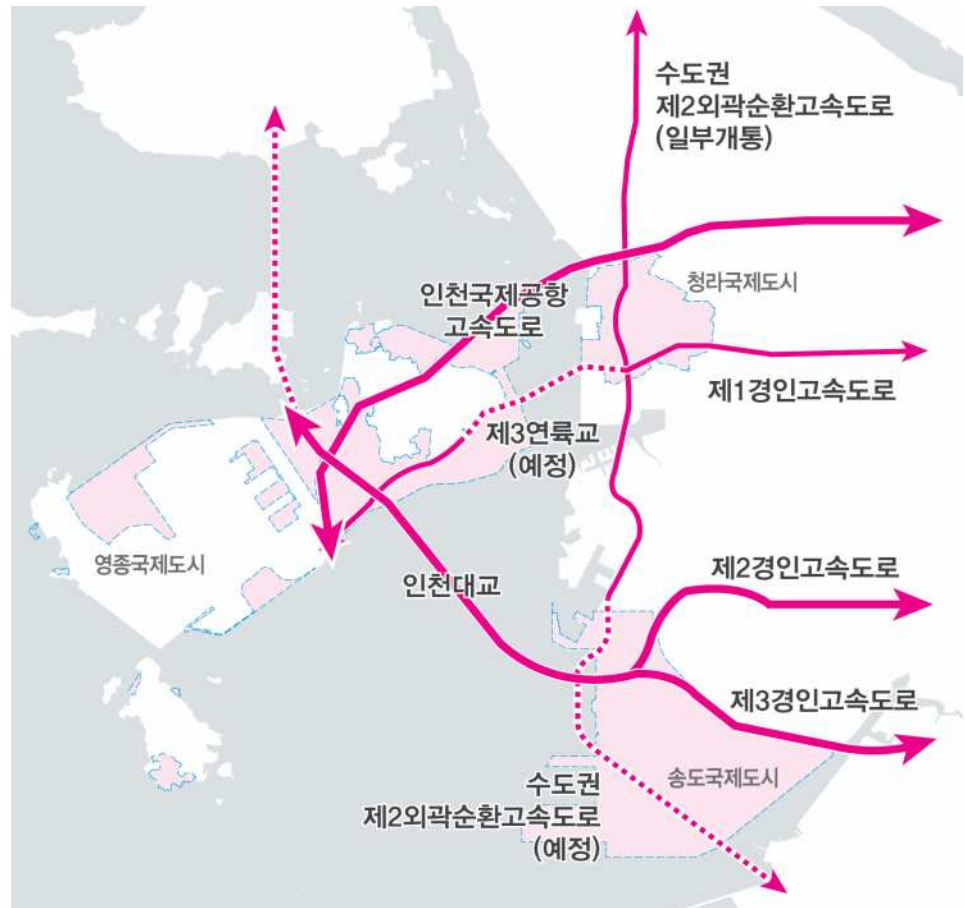 수도권
제2외곽순환고속도로
(일부개통)
청라국제도시
인천국제공항
고속도로
제1경인고속도로
제3연륙교
(예정)
영종국제도시
인천대교
제2경인고속도로
제3경인고속도로
송도국제도시
수도권
제2외곽순환고속도로
(예정)